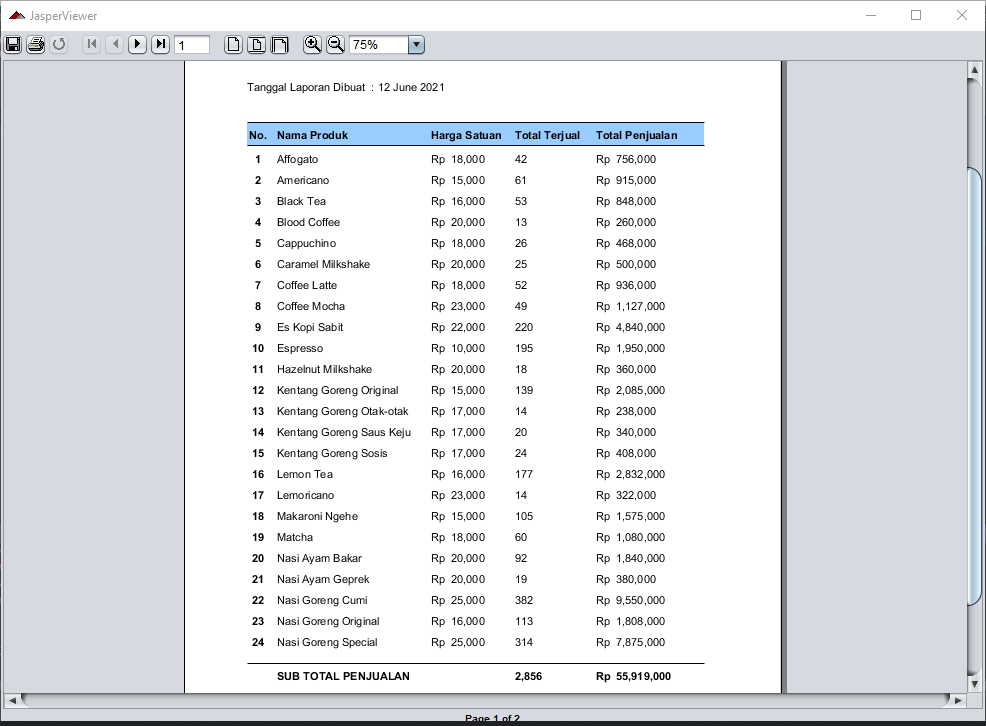 JasperViewer
1
75%
Tanggal Laporan Dibuat : 12 June 2021
No. Nama Produk Harga Satuan Total Terjual Total Penjualan
1 Affogato Rp 18,000 42 Rp 756,000
2 Americano Rp 15,000 61 Rp 915,000
3 Black Tea Rp 16,000 53 Rp 848,000
4 Blood Coffee Rp 20,000 13 Rp 260,000
5 Cappuchino Rp 18,000 26 Rp 468,000
6 Caramel Milkshake Rp 20,000 25 Rp 500,000
7 Coffee Latte Rp 18,000 52 Rp 936,000
8 Coffee Mocha Rp 23,000 49 Rp 1,127,000
9 Es Kopi Sabit Rp 22,000 220 Rp 4,840,000
10 Espresso Rp 10,000 195 Rp 1,950,000
11 Hazelnut Milkshake Rp 20,000 18 Rp 360,000
12 Kentang Goreng Original Rp 15,000 139 Rp 2,085,000
13 Kentang Goreng Otak-otak Rp 17,000 14 Rp 238,000
14 Kentang Goreng Saus Keju Rp 17,000 20 Rp 340,000
15 Kentang Goreng Sosis Rp 17,000 24 Rp 408,000
16 Lemon Tea Rp 16,000 177 Rp 2,832,000
17 Lemoricano Rp 23,000 14 Rp 322,000
18 Makaroni Ngehe Rp 15,000 105 Rp 1,575,000
19 Matcha Rp 18,000 60 Rp 1,080,000
20 Nasi Ayam Bakar Rp 20,000 92 Rp 1,840,000
21 Nasi Ayam Geprek Rp 20,000 19 Rp 380,000
22 Nasi Goreng Cumi Rp 25,000 382 Rp 9,550,000
23 Nasi Goreng Original Rp 16,000 113 Rp 1,808,000
24 Nasi Goreng Special Rp 25,000 314 Rp 7,875,000
SUB TOTAL PENJUALAN 2,856 Rp 55,919,000
Page 1 of 2